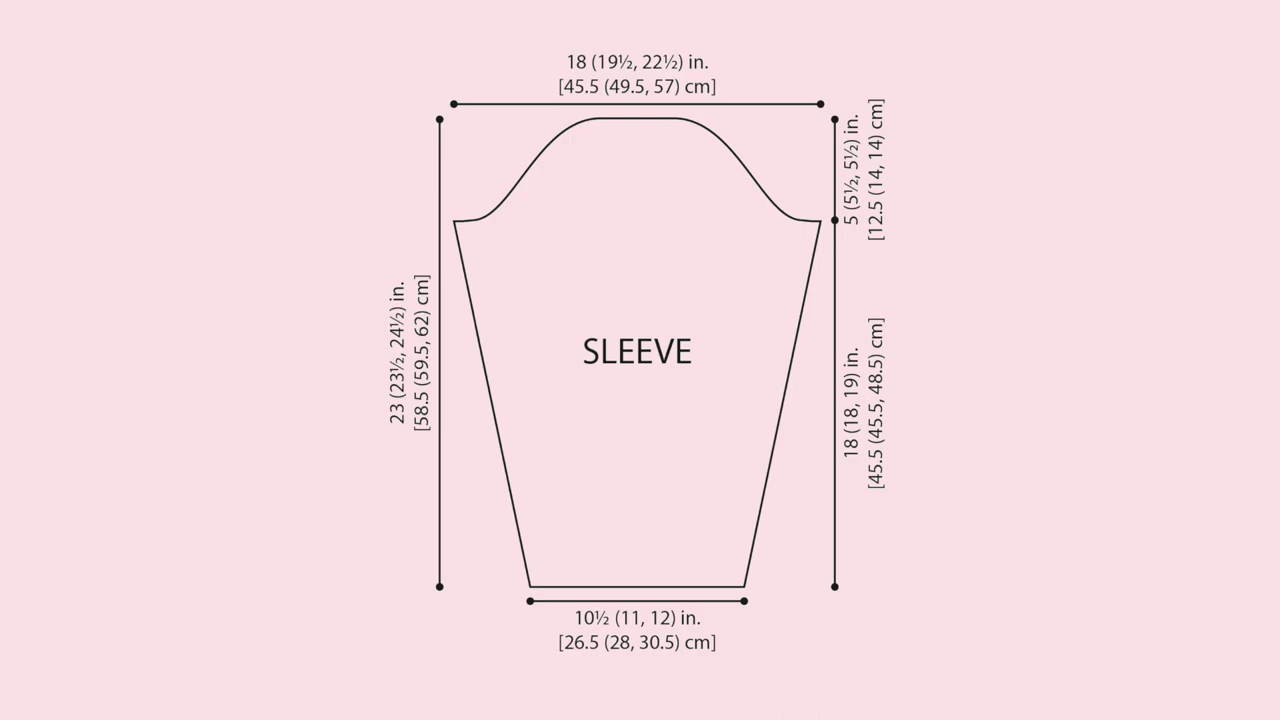 18 (19½, 22½) in.
[45.5 (49.5, 57) cm]
5 (5½, 5½) in.
[12.5 (14, 14) cm]
23 (23½, 24½) in.
[58.5 (59.5, 62) cm]
SLEEVE
18 (18, 19) in.
[45.5 (45.5, 48.5) cm]
10½ (11, 12) in.
[26.5 (28, 30.5) cm]